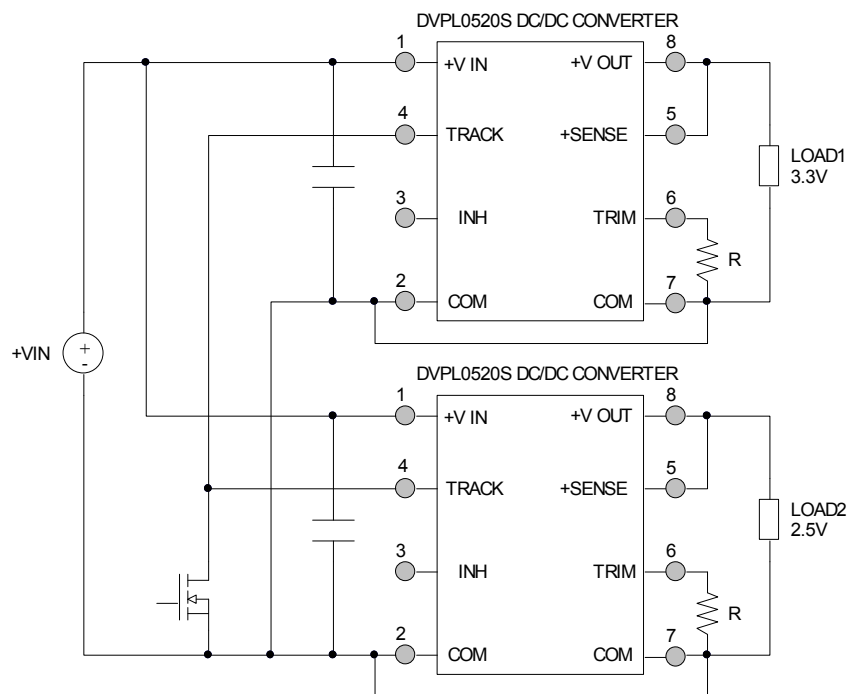 DVPL0520S DC/DC CONVERTER
1
+V IN
+V OUT
8
4
TRACK
+SENSE
5
LOAD1
3.3V
3
INH
TRIM
6
R
2
COM
COM
7
+VIN
+
-
DVPL0520S DC/DC CONVERTER
1
+V IN
+V OUT
8
4
TRACK
+SENSE
5
LOAD2
2.5V
3
INH
TRIM
6
R
2
COM
COM
7